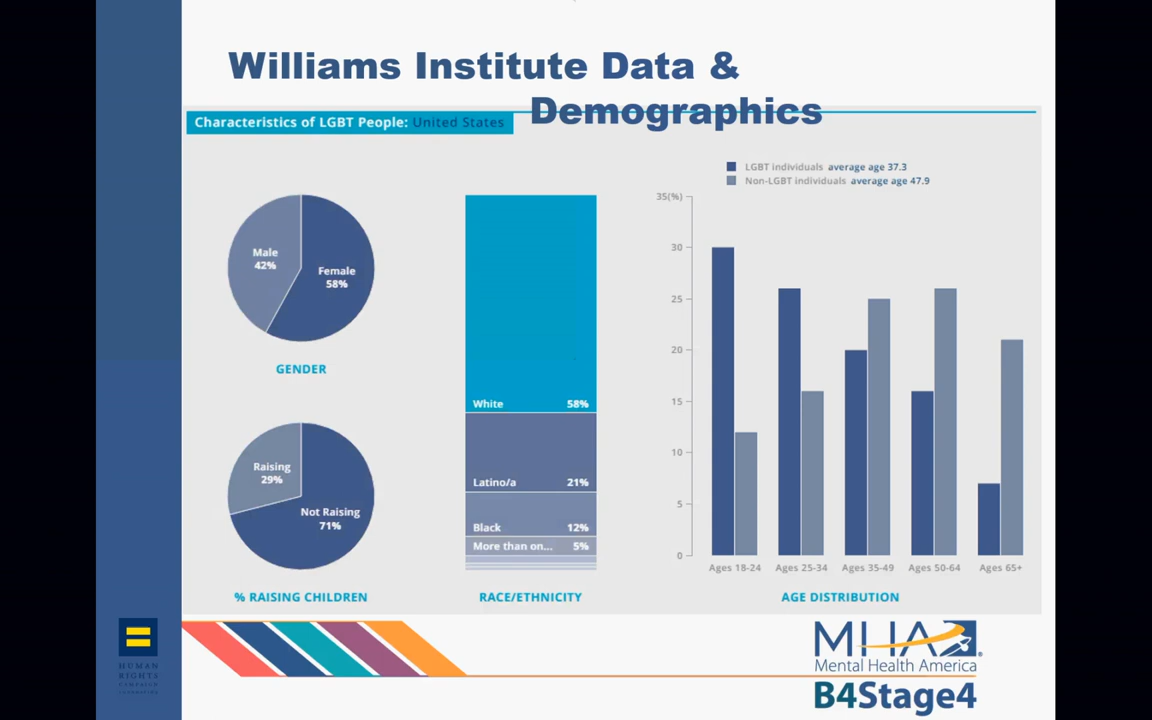 Williams Institute Data &
Demographics
Characteristics of LGBT People: United States
Male
42%
Female
58%
GENDER
Raising
29%
Not Raising
71%
% RAISING CHILDREN
White 58%
Latino/a 21%
Black 12%
More than on... 5%
RACE/ETHNICITY
LGBT individuals average age 37.3
Non-LGBT individuals average age 47.9
35(%)
30
25
20
15
10
5
0
Ages 18-24 Ages 25-34 Ages 35-49 Ages 50-64 Ages 65+
AGE DISTRIBUTION
HUMAN
RIGHTS
CAMPAIGN
FOUNDATION
MHA®
Mental Health America
B4Stage4